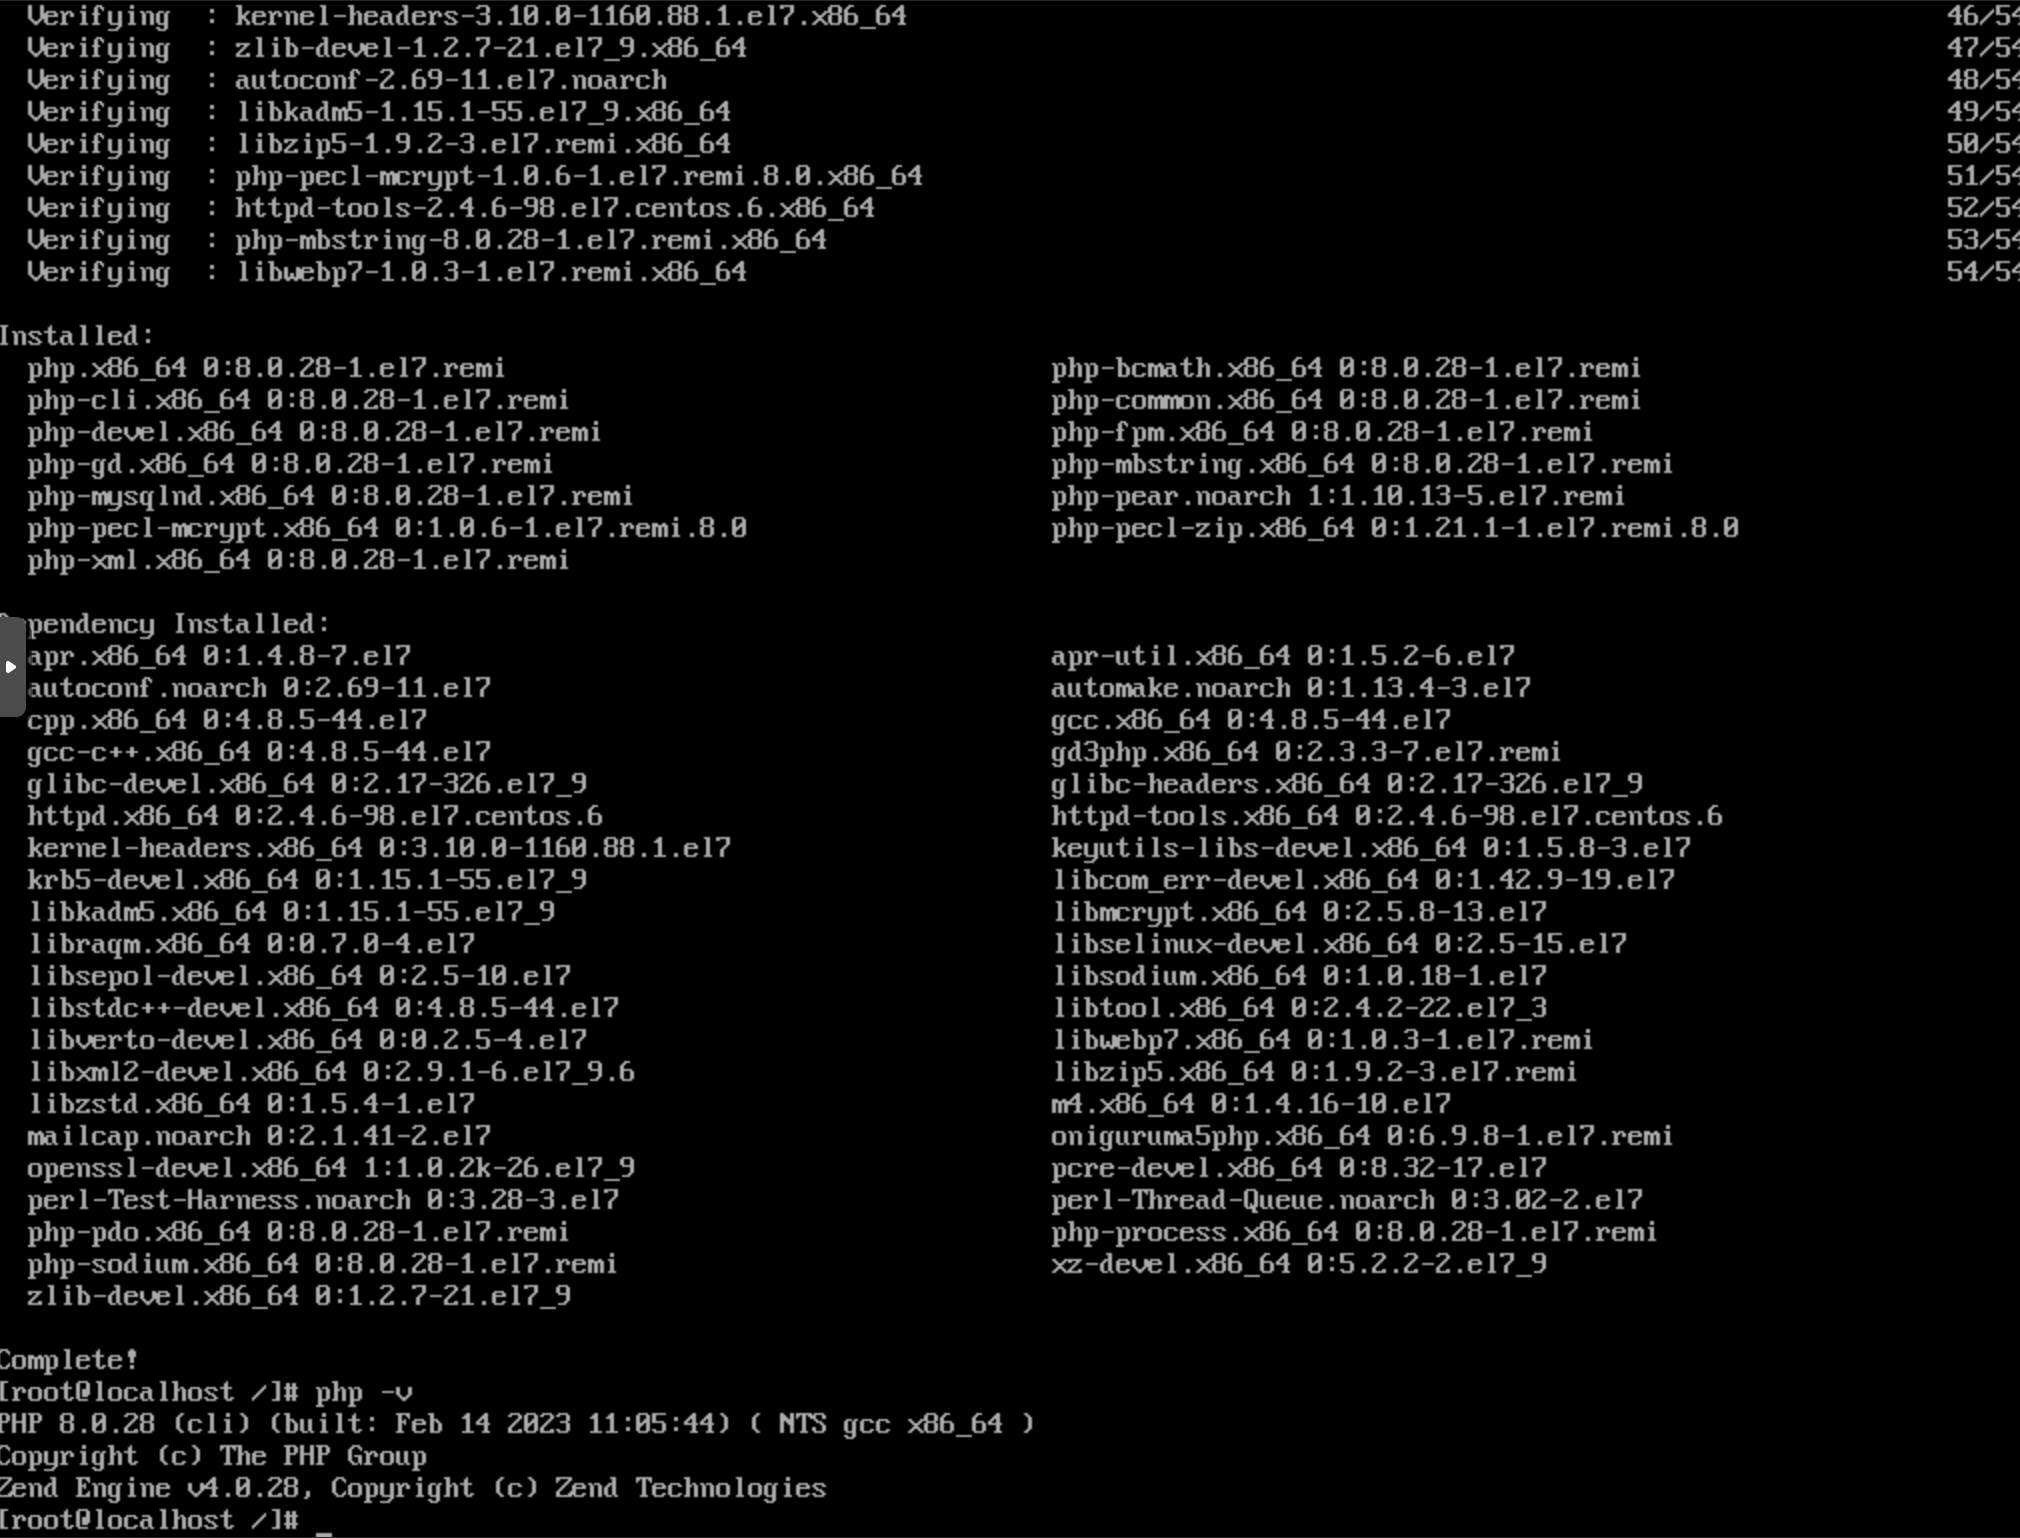 Verifying  : kernel-headers-3.10.0-1160.88.1.el7.x86_64 46/54
Verifying  : zlib-devel-1.2.7-21.el7_9.x86_64 47/54
Verifying  : autoconf-2.69-11.el7.noarch 48/54
Verifying  : libkadm5-1.15.1-55.el7_9.x86_64 49/54
Verifying  : libzip5-1.9.2-3.el7.remi.x86_64 50/54
Verifying  : php-pecl-mcrypt-1.0.6-1.el7.remi.8.0.x86_64 51/54
Verifying  : httpd-tools-2.4.6-98.el7.centos.6.x86_64 52/54
Verifying  : php-mbstring-8.0.28-1.el7.remi.x86_64 53/54
Verifying  : libwebp7-1.0.3-1.el7.remi.x86_64 54/54
Installed:
php.x86_64 0:8.0.28-1.el7.remi php-bcmath.x86_64 0:8.0.28-1.el7.remi
php-cli.x86_64 0:8.0.28-1.el7.remi php-common.x86_64 0:8.0.28-1.el7.remi
php-devel.x86_64 0:8.0.28-1.el7.remi php-fpm.x86_64 0:8.0.28-1.el7.remi
php-gd.x86_64 0:8.0.28-1.el7.remi php-mbstring.x86_64 0:8.0.28-1.el7.remi
php-mysqlnd.x86_64 0:8.0.28-1.el7.remi php-pear.noarch 1:1.10.13-5.el7.remi
php-pecl-mcrypt.x86_64 0:1.0.6-1.el7.remi.8.0 php-pecl-zip.x86_64 0:1.21.1-1.el7.remi.8.0
php-xml.x86_64 0:8.0.28-1.el7.remi
pendency Installed:
apr.x86_64 0:1.4.8-7.el7 apr-util.x86_64 0:1.5.2-6.el7
autoconf.noarch 0:2.69-11.el7 automake.noarch 0:1.13.4-3.el7
cpp.x86_64 0:4.8.5-44.el7 gcc.x86_64 0:4.8.5-44.el7
gcc-c++.x86_64 0:4.8.5-44.el7 gd3php.x86_64 0:2.3.3-7.el7.remi
glibc-devel.x86_64 0:2.17-326.el7_9 glibc-headers.x86_64 0:2.17-326.el7_9
httpd.x86_64 0:2.4.6-98.el7.centos.6 httpd-tools.x86_64 0:2.4.6-98.el7.centos.6
kernel-headers.x86_64 0:3.10.0-1160.88.1.el7 keyutils-libs-devel.x86_64 0:1.5.8-3.el7
krb5-devel.x86_64 0:1.15.1-55.el7_9 libcom_err-devel.x86_64 0:1.42.9-19.el7
libkadm5.x86_64 0:1.15.1-55.el7_9 libmcrypt.x86_64 0:2.5.8-13.el7
libraqm.x86_64 0:0.7.0-4.el7 libselinux-devel.x86_64 0:2.5-15.el7
libsepol-devel.x86_64 0:2.5-10.el7 libsodium.x86_64 0:1.0.18-1.el7
libstdc++-devel.x86_64 0:4.8.5-44.el7 libtool.x86_64 0:2.4.2-22.el7_3
libverto-devel.x86_64 0:0.2.5-4.el7 libwebp7.x86_64 0:1.0.3-1.el7.remi
libxml2-devel.x86_64 0:2.9.1-6.el7_9.6 libzip5.x86_64 0:1.9.2-3.el7.remi
libzstd.x86_64 0:1.5.4-1.el7 m4.x86_64 0:1.4.16-10.el7
mailcap.noarch 0:2.1.41-2.el7 oniguruma5php.x86_64 0:6.9.8-1.el7.remi
openssl-devel.x86_64 1:1.0.2k-26.el7_9 pcre-devel.x86_64 0:8.32-17.el7
perl-Test-Harness.noarch 0:3.28-3.el7 perl-Thread-Queue.noarch 0:3.02-2.el7
php-pdo.x86_64 0:8.0.28-1.el7.remi php-process.x86_64 0:8.0.28-1.el7.remi
php-sodium.x86_64 0:8.0.28-1.el7.remi xz-devel.x86_64 0:5.2.2-2.el7_9
zlib-devel.x86_64 0:1.2.7-21.el7_9
Complete!
[root@localhost /]# php -v
PHP 8.0.28 (cli) (built: Feb 14 2023 11:05:44) ( NTS gcc x86_64 )
Copyright (c) The PHP Group
Zend Engine v4.0.28, Copyright (c) Zend Technologies
[root@localhost /]# _